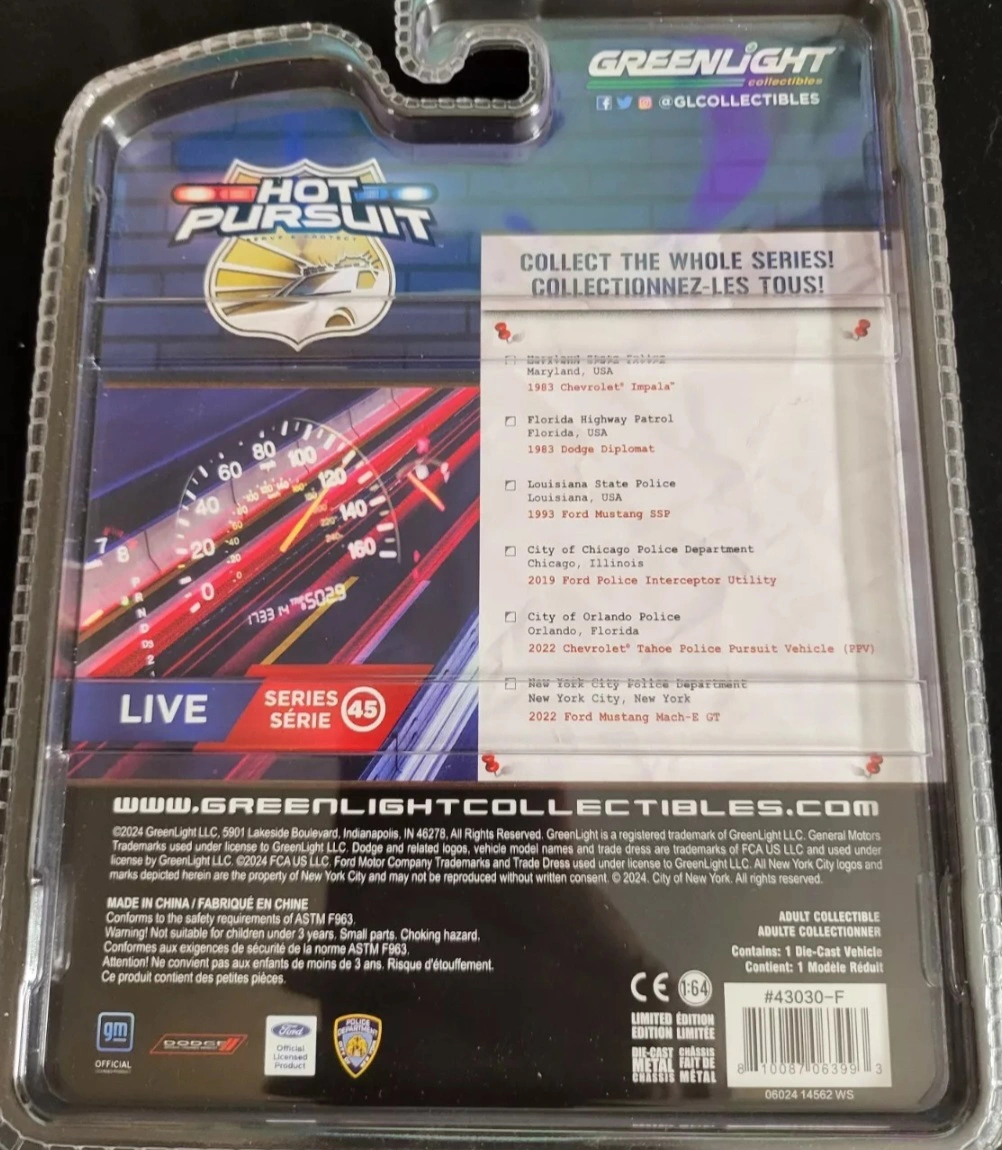 GREENLiGHT
collectibles
@GLCOLLECTIBLES
HOT
PURSUIT
SERVE & PROTECT
COLLECT THE WHOLE SERIES!
COLLECTIONNEZ-LES TOUS!
Maryland State Police
Maryland, USA
1983 Chevrolet® Impala™
Florida Highway Patrol
Florida, USA
1983 Dodge Diplomat
Louisiana State Police
Louisiana, USA
1993 Ford Mustang SSP
City of Chicago Police Department
Chicago, Illinois
2019 Ford Police Interceptor Utility
City of Orlando Police
Orlando, Florida
2022 Chevrolet® Tahoe Police Pursuit Vehicle (PPV)
New York City Police Department
New York City, New York
2022 Ford Mustang Mach-E GT
7 8
0 20 40 60 80 100 120 140 160
mph
P
R
N
D
D3
2
LIVE
SERIES
SÉRIE
45
WWW.GREENLIGHTCOLLECTIBLES.COM
©2024 GreenLight LLC, 5901 Lakeside Boulevard, Indianapolis, IN 46278. All Rights Reserved. GreenLight is a registered trademark of GreenLight LLC. General Motors
Trademarks used under license to GreenLight LLC. Dodge and related logos, vehicle model names and trade dress are trademarks of FCA US LLC and used under
license by GreenLight LLC. ©2024 FCA US LLC. Ford Motor Company Trademarks and Trade Dress used under license to GreenLight LLC. All New York City logos and
marks depicted herein are the property of New York City and may not be reproduced without written consent. © 2024. City of New York. All rights reserved.
MADE IN CHINA / FABRIQUÉ EN CHINE
Conforms to the safety requirements of ASTM F963.
Warning! Not suitable for children under 3 years. Small parts. Choking hazard.
Conformes aux exigences de sécurité de la norme ASTM F963.
Attention! Ne convient pas aux enfants de moins de 3 ans. Risque d'étouffement.
Ce produit contient des petites pièces.
ADULT COLLECTIBLE
ADULTE COLLECTIONNER
Contains: 1 Die-Cast Vehicle
Contient: 1 Modèle Réduit
CE 1:64
LIMITED EDITION
EDITION LIMITÉE
DIE-CAST METAL CHASSIS
CHÂSSIS FAIT DE MÉTAL
#43030-F
8 10087 06399 3
06024 14562 WS
gm
OFFICIAL
DODGE
Ford
Official
Licensed
Product
POLICE
DEPARTMENT